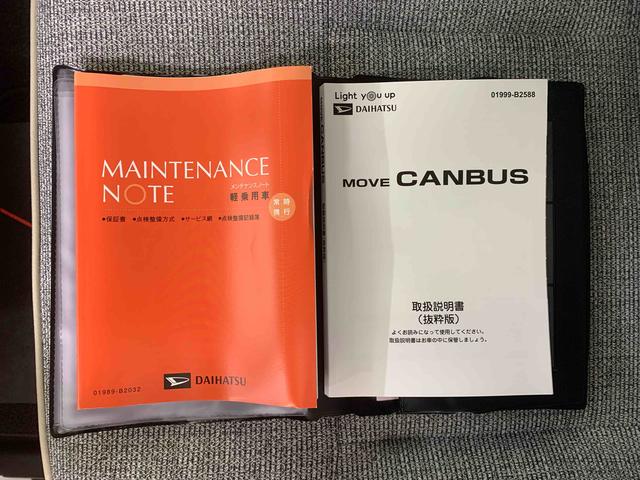 MAINTENANCE
NOTE
メンテナンスノート
軽乗用車
常時
携行
●保証書 ●点検整備方式 ●サービス網 ●点検整備記録簿
DAIHATSU
01989-B2032
Light you up
DAIHATSU
01999-B2588
MOVE CANBUS
取扱説明書
（抜粋版）
よくお読みになって使用してください。
取扱説明書はお車の中に保管しましょう。